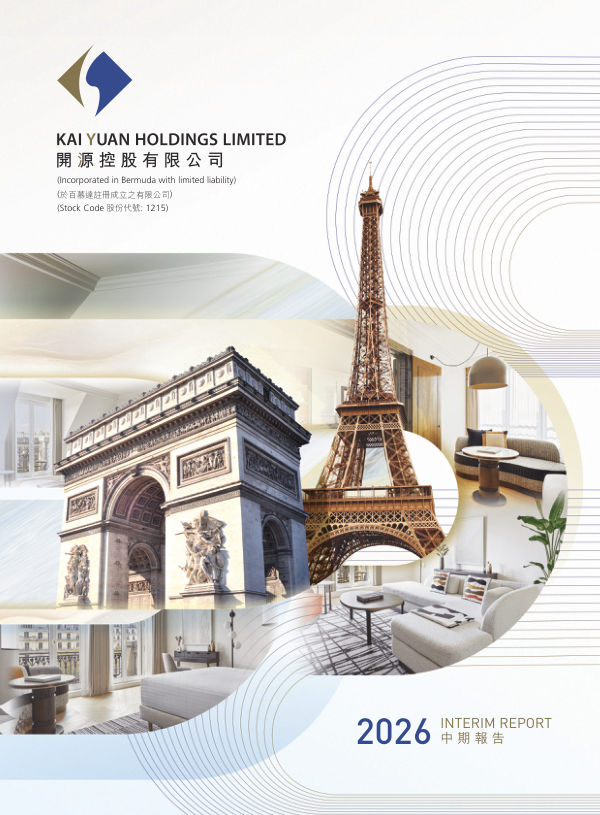 KAI YUAN HOLDINGS LIMITED
開源控股有限公司
(Incorporated in Bermuda with limited liability)
(於百慕達註冊成立之有限公司)
(Stock Code 股份代號: 1215)
2026 INTERIM REPORT
中期報告